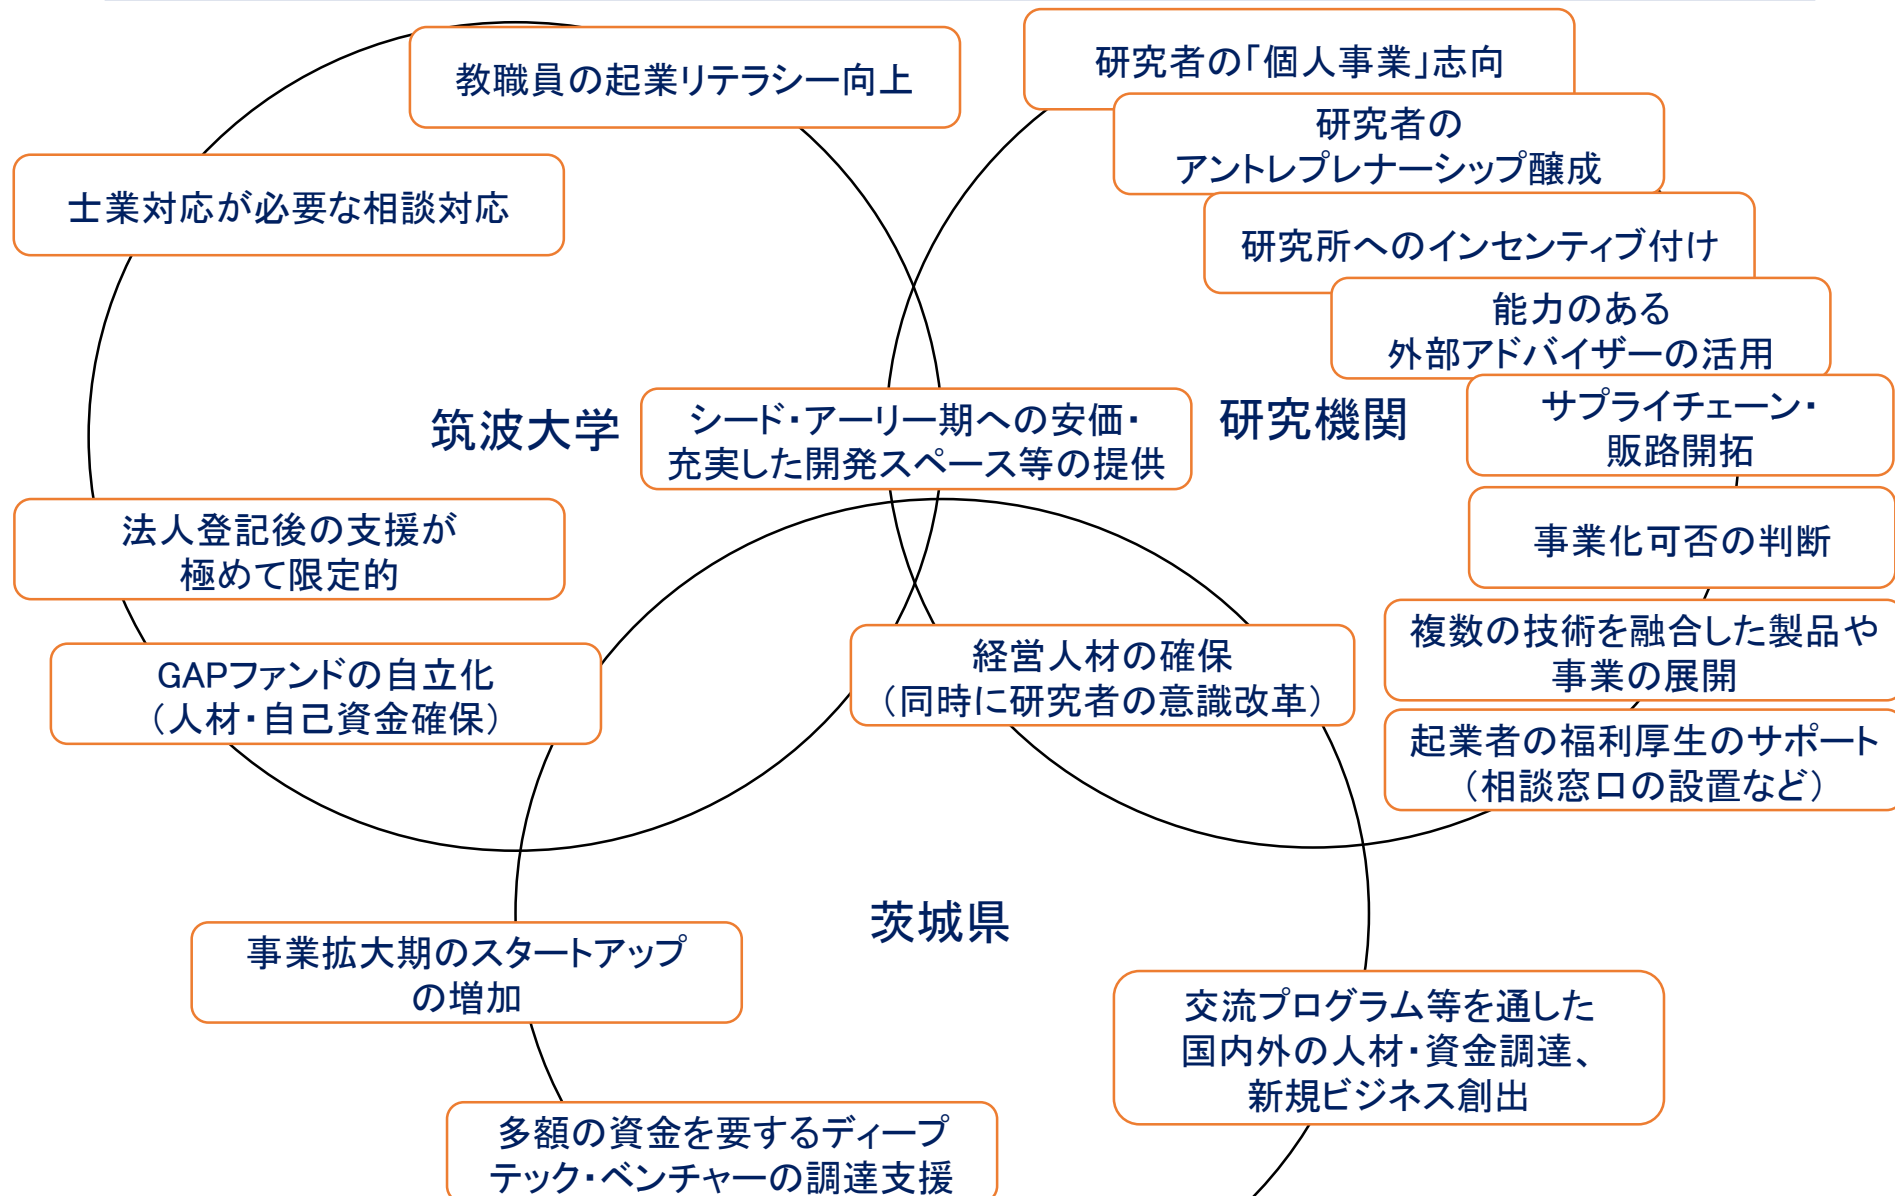 教職員の起業リテラシー向上
研究者の「個人事業」志向
研究者の
アントレプレナーシップ醸成
士業対応が必要な相談対応
研究所へのインセンティブ付け
能力のある
外部アドバイザーの活用
筑波大学
シード・アーリー期への安価・
充実した開発スペース等の提供
研究機関
サプライチェーン・
販路開拓
法人登記後の支援が
極めて限定的
事業化可否の判断
GAPファンドの自立化
（人材・自己資金確保）
経営人材の確保
（同時に研究者の意識改革）
複数の技術を融合した製品や
事業の展開
起業者の福利厚生のサポート
（相談窓口の設置など）
茨城県
事業拡大期のスタートアップ
の増加
交流プログラム等を通した
国内外の人材・資金調達、
新規ビジネス創出
多額の資金を要するディープ
テック・ベンチャーの調達支援